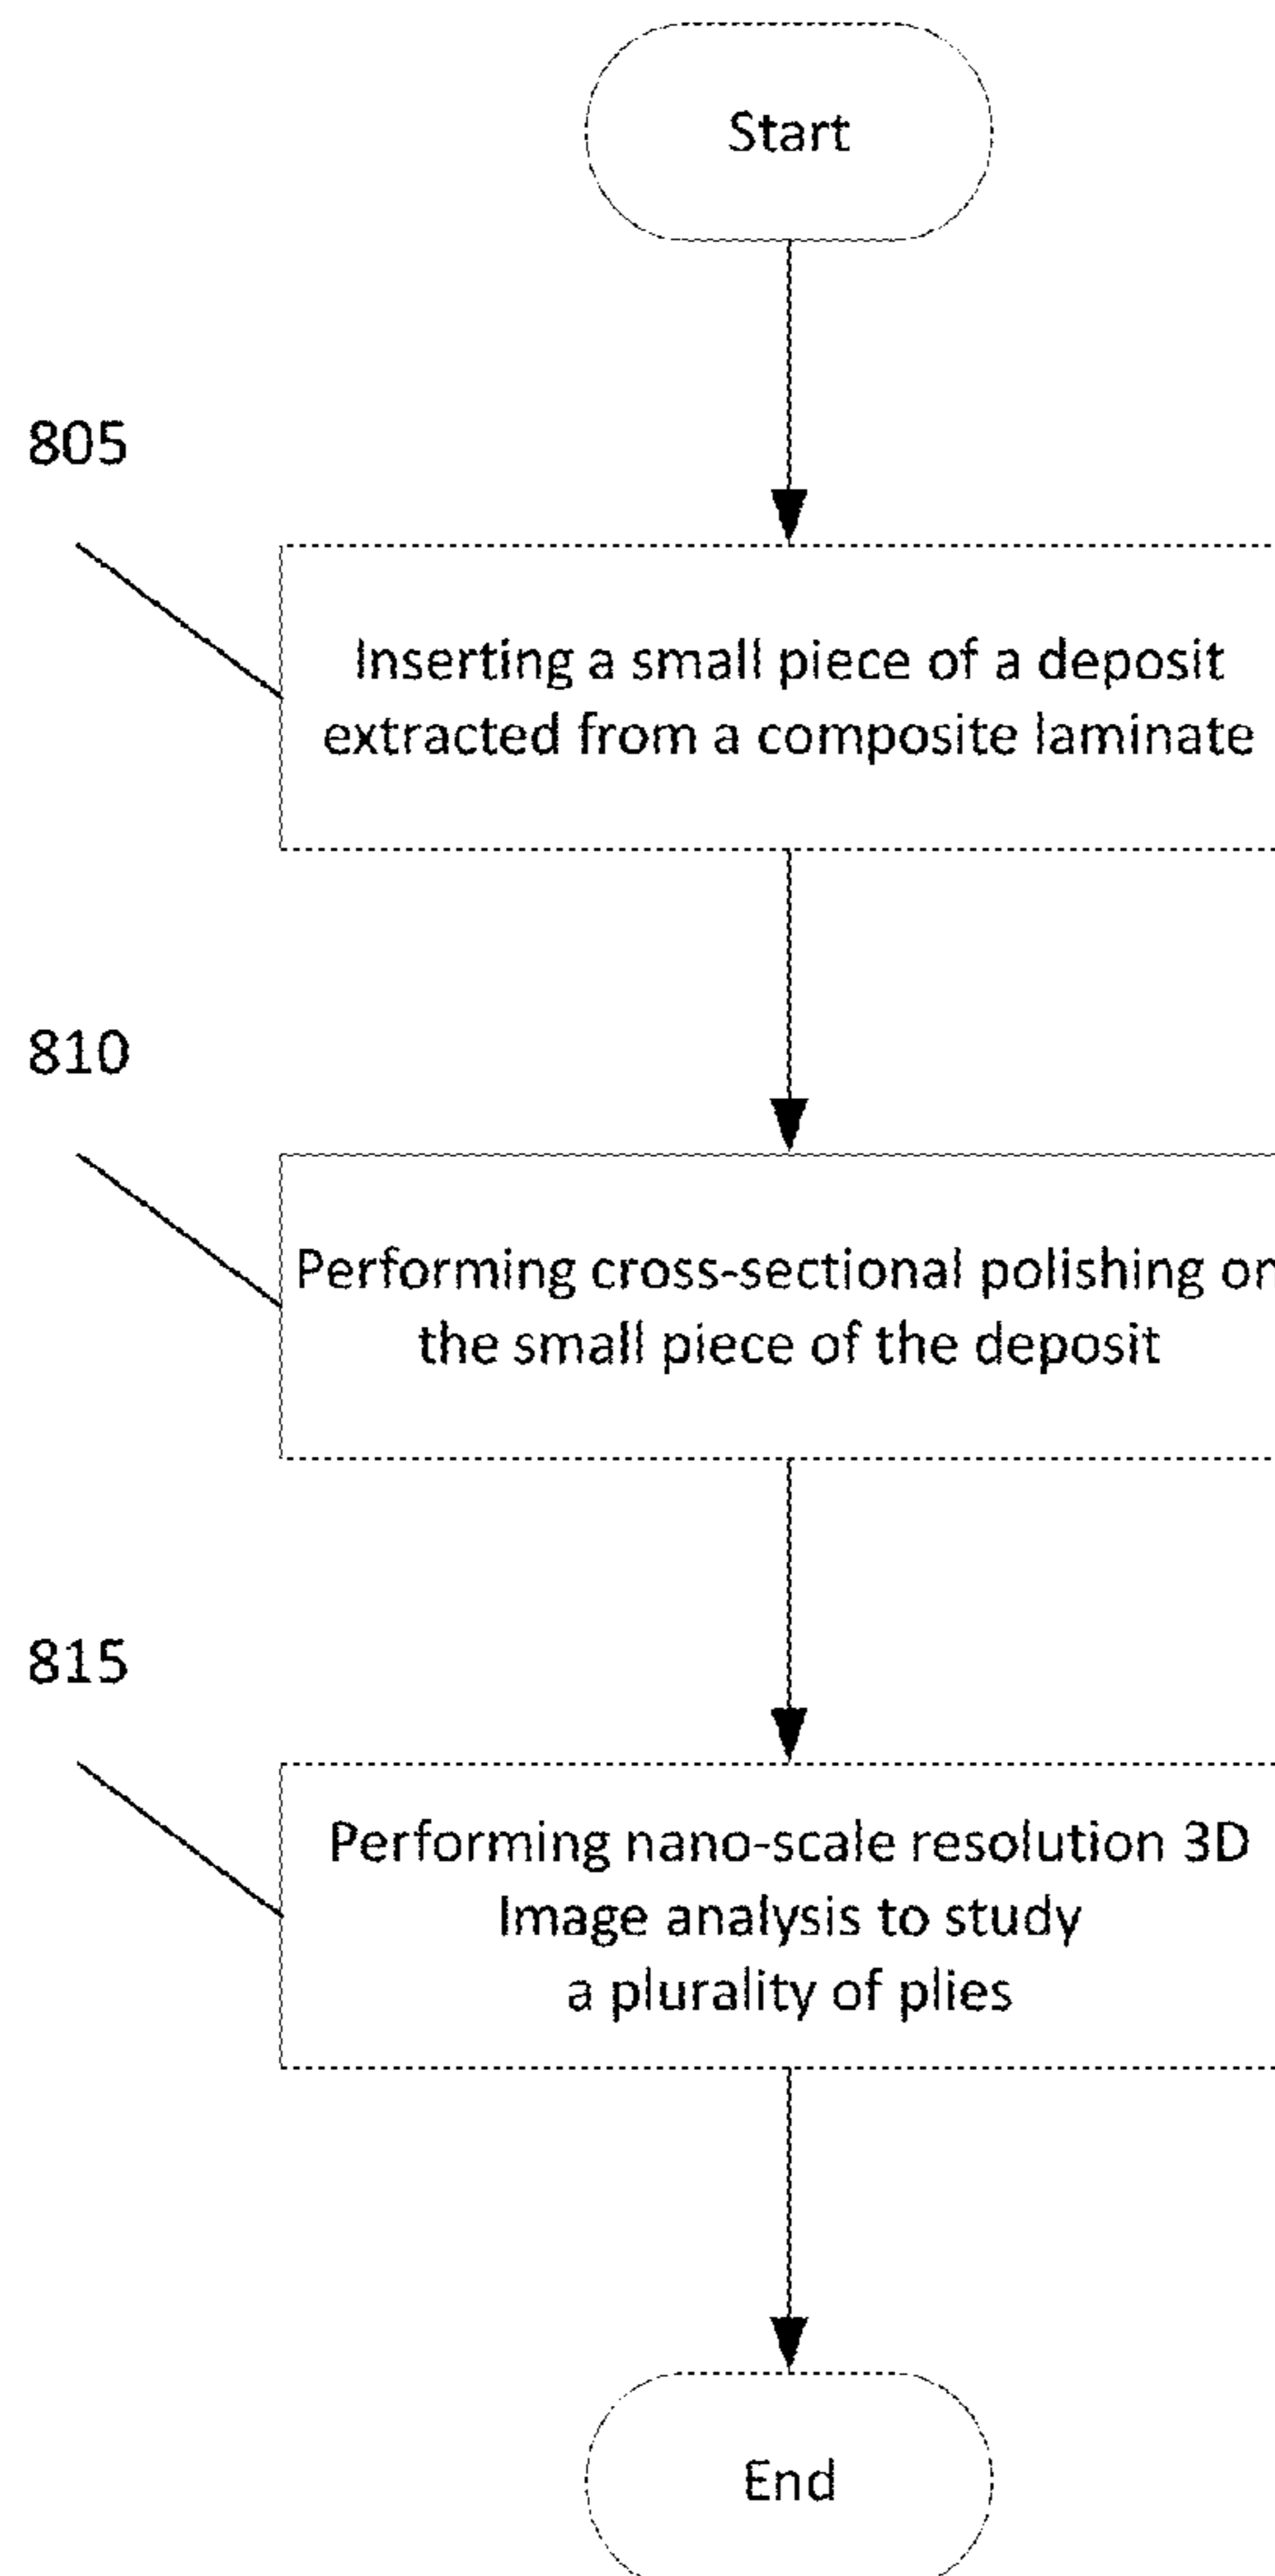 Start
805
Inserting a small piece of a deposit
extracted from a composite laminate
810
Performing cross-sectional polishing on
the small piece of the deposit
815
Performing nano-scale resolution 3D
Image analysis to study
a plurality of plies
End